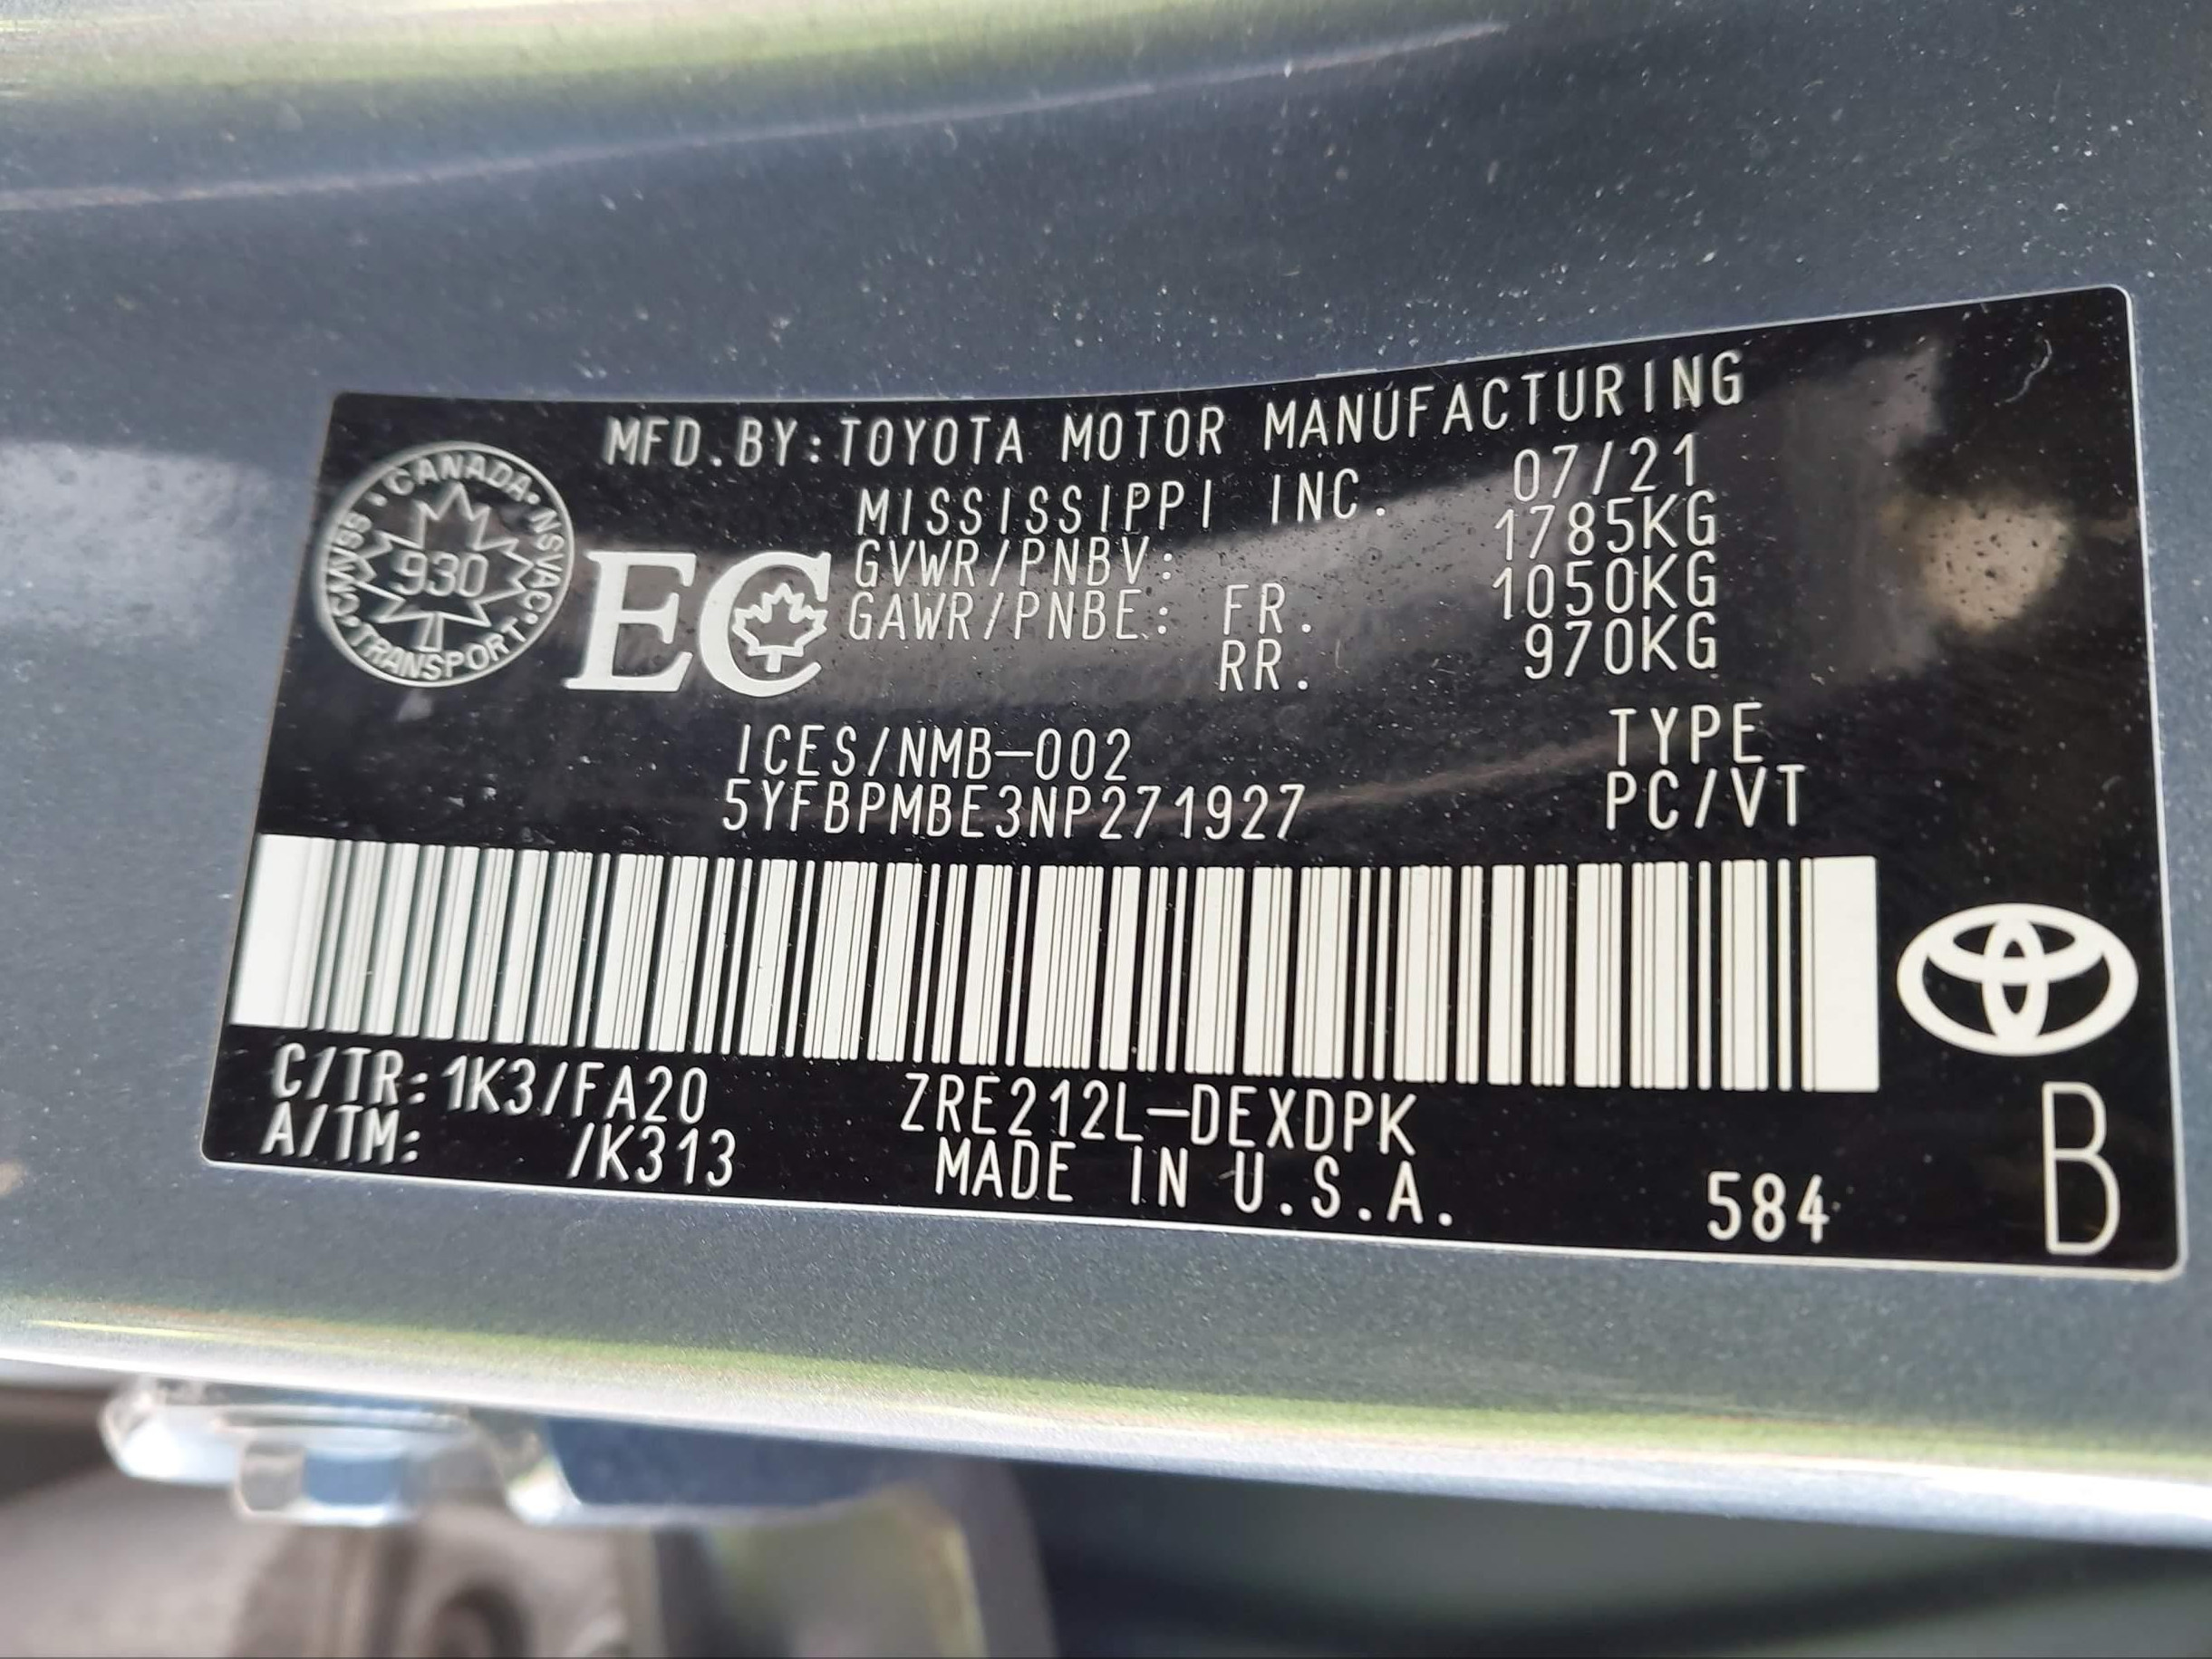 MFD.BY:TOYOTA MOTOR MANUFACTURING
MISSISSIPPI INC. 07/21
GVWR/PNBV: 1785KG
GAWR/PNBE: FR. 1050KG
RR. 970KG
CANADA
NSVAC
TRANSPORT
CMVSS
930
EC
ICES/NMB-002
TYPE
5YFBPMBE3NP271927
PC/VT
C/TR:1K3/FA20
ZRE212L-DEXDPK
A/TM: /K313
MADE IN U.S.A.
584
B